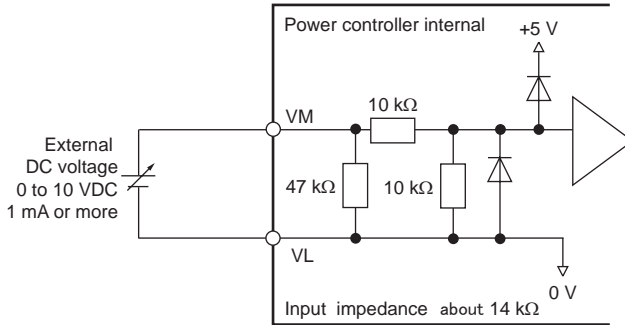 Power controller internal
+5 V
VM
10 kΩ
External
DC voltage
0 to 10 VDC
1 mA or more
47 kΩ
10 kΩ
VL
0 V
Input impedance about 14 kΩ